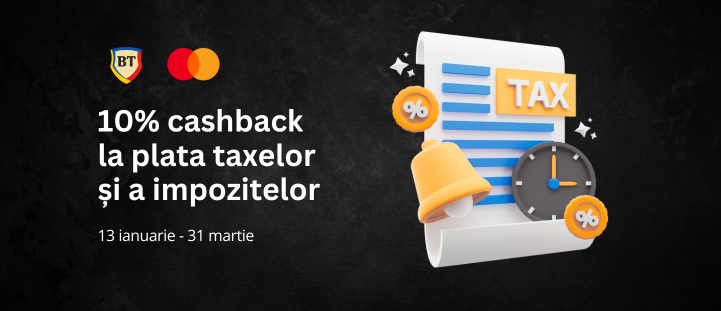 BT
10% cashback
la plata taxelor
și a impozitelor
13 ianuarie - 31 martie
TAX
%
%